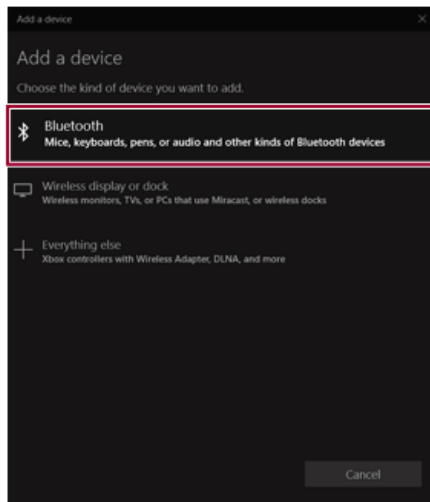 Add a device
Add a device
Choose the kind of device you want to add.
Bluetooth
Mice, keyboards, pens, or audio and other kinds of Bluetooth devices
Wireless display or dock
Wireless monitors, TVs, or PCs that use Miracast, or wireless docks
Everything else
Xbox controllers with Wireless Adapter, DLNA, and more
Cancel